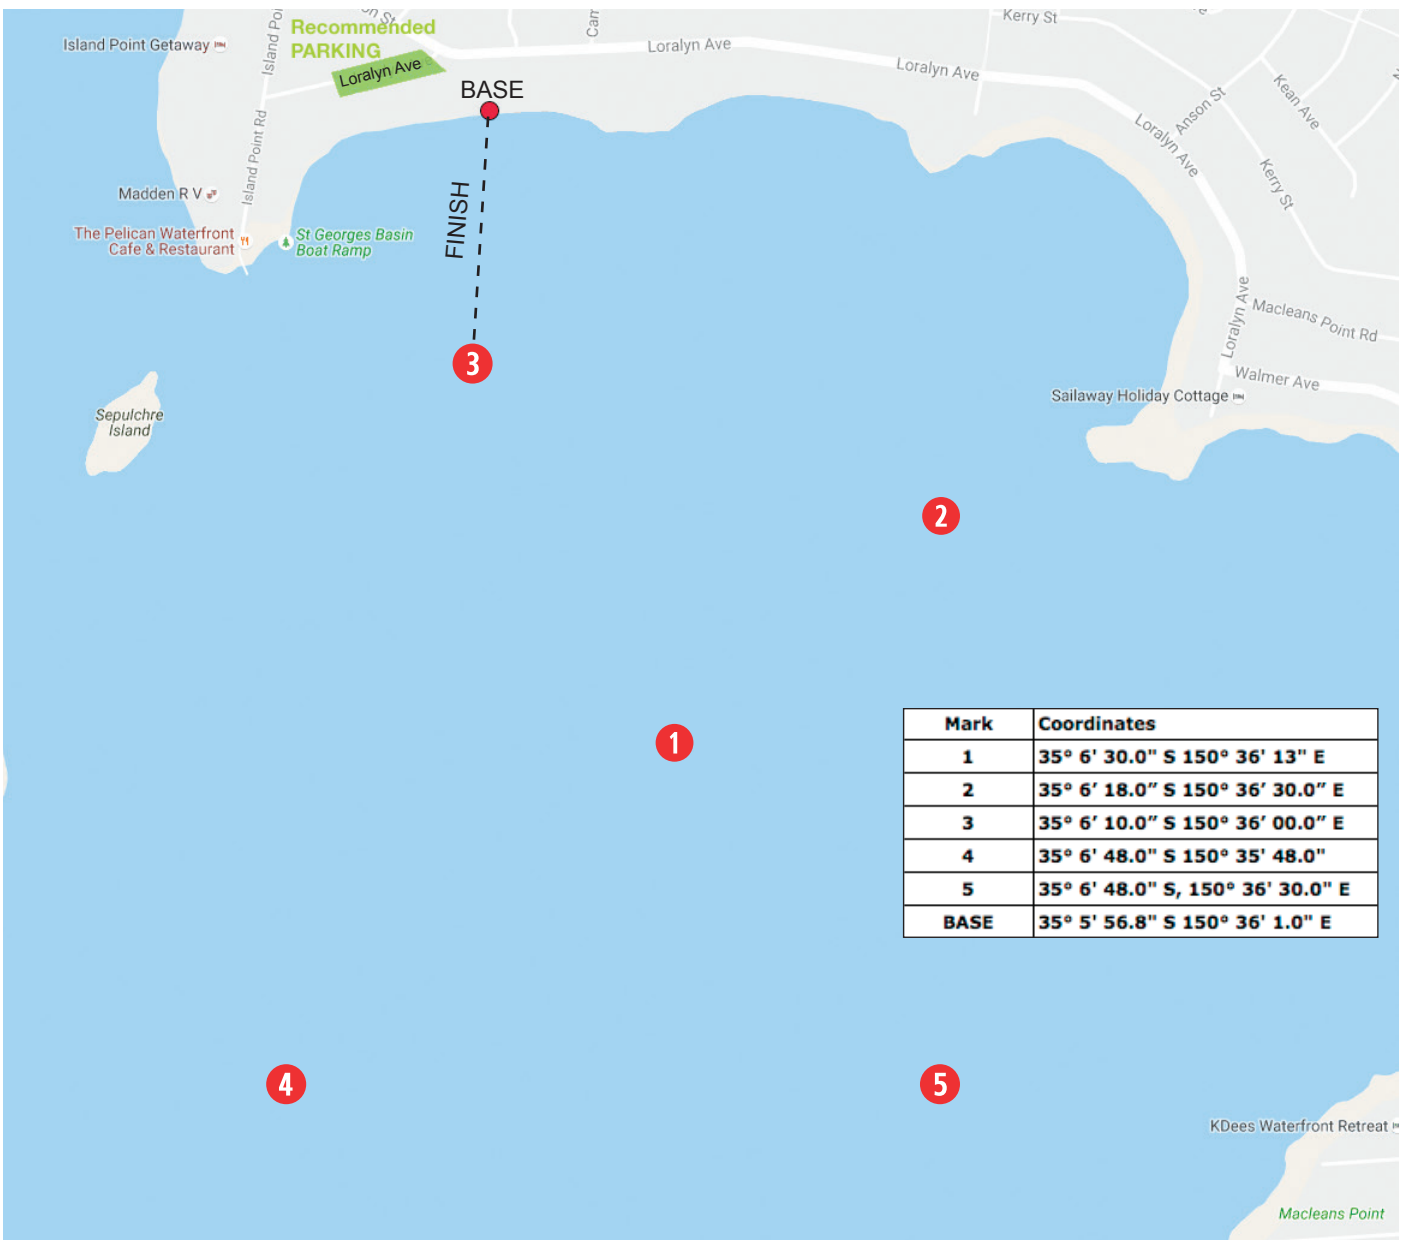 Kerry St
on St
Cam
Island Poi
Recommended
PARKING
Island Point Getaway
Loralyn Ave
Loralyn Ave
Loralyn Ave
BASE
Kean Ave
Anson St
Loralyn Ave
Island Point Rd
Kerry St
Madden R V
FINISH
The Pelican Waterfront
Cafe & Restaurant
St Georges Basin
Boat Ramp
Loralyn Ave
Macleans Point Rd
3
Walmer Ave
Sailaway Holiday Cottage
Sepulchre
Island
2
1
Mark Coordinates
1 35° 6' 30.0" S 150° 36' 13" E
2 35° 6′ 18.0” S 150° 36′ 30.0” E
3 35° 6′ 10.0” S 150° 36′ 00.0” E
4 35° 6' 48.0" S 150° 35' 48.0"
5 35° 6' 48.0" S, 150° 36' 30.0" E
BASE 35° 5' 56.8" S 150° 36' 1.0" E
4
5
KDees Waterfront Retreat
Macleans Point